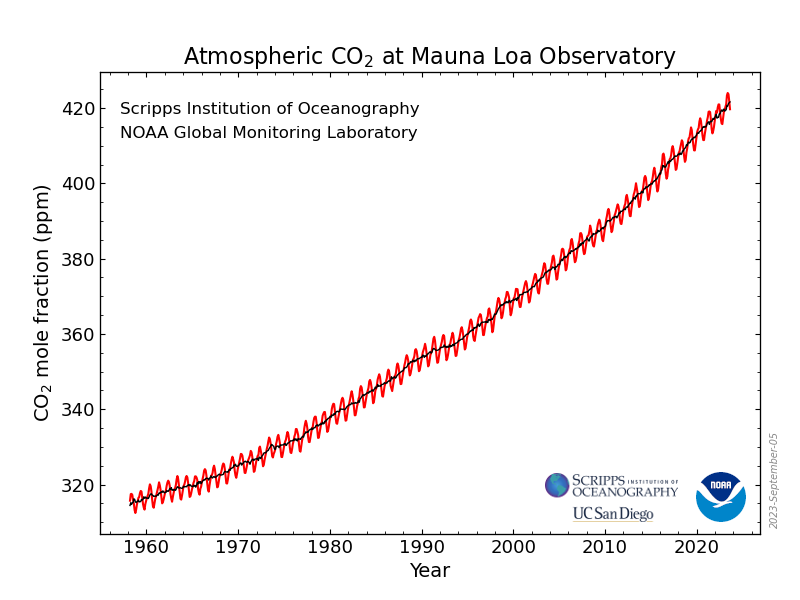 Atmospheric CO₂ at Mauna Loa Observatory
Scripps Institution of Oceanography
NOAA Global Monitoring Laboratory
CO₂ mole fraction (ppm)
420
400
380
360
340
320
1960 1970 1980 1990 2000 2010 2020
Year
SCRIPPS INSTITUTION OF
OCEANOGRAPHY
UC San Diego
NOAA
2023-September-05